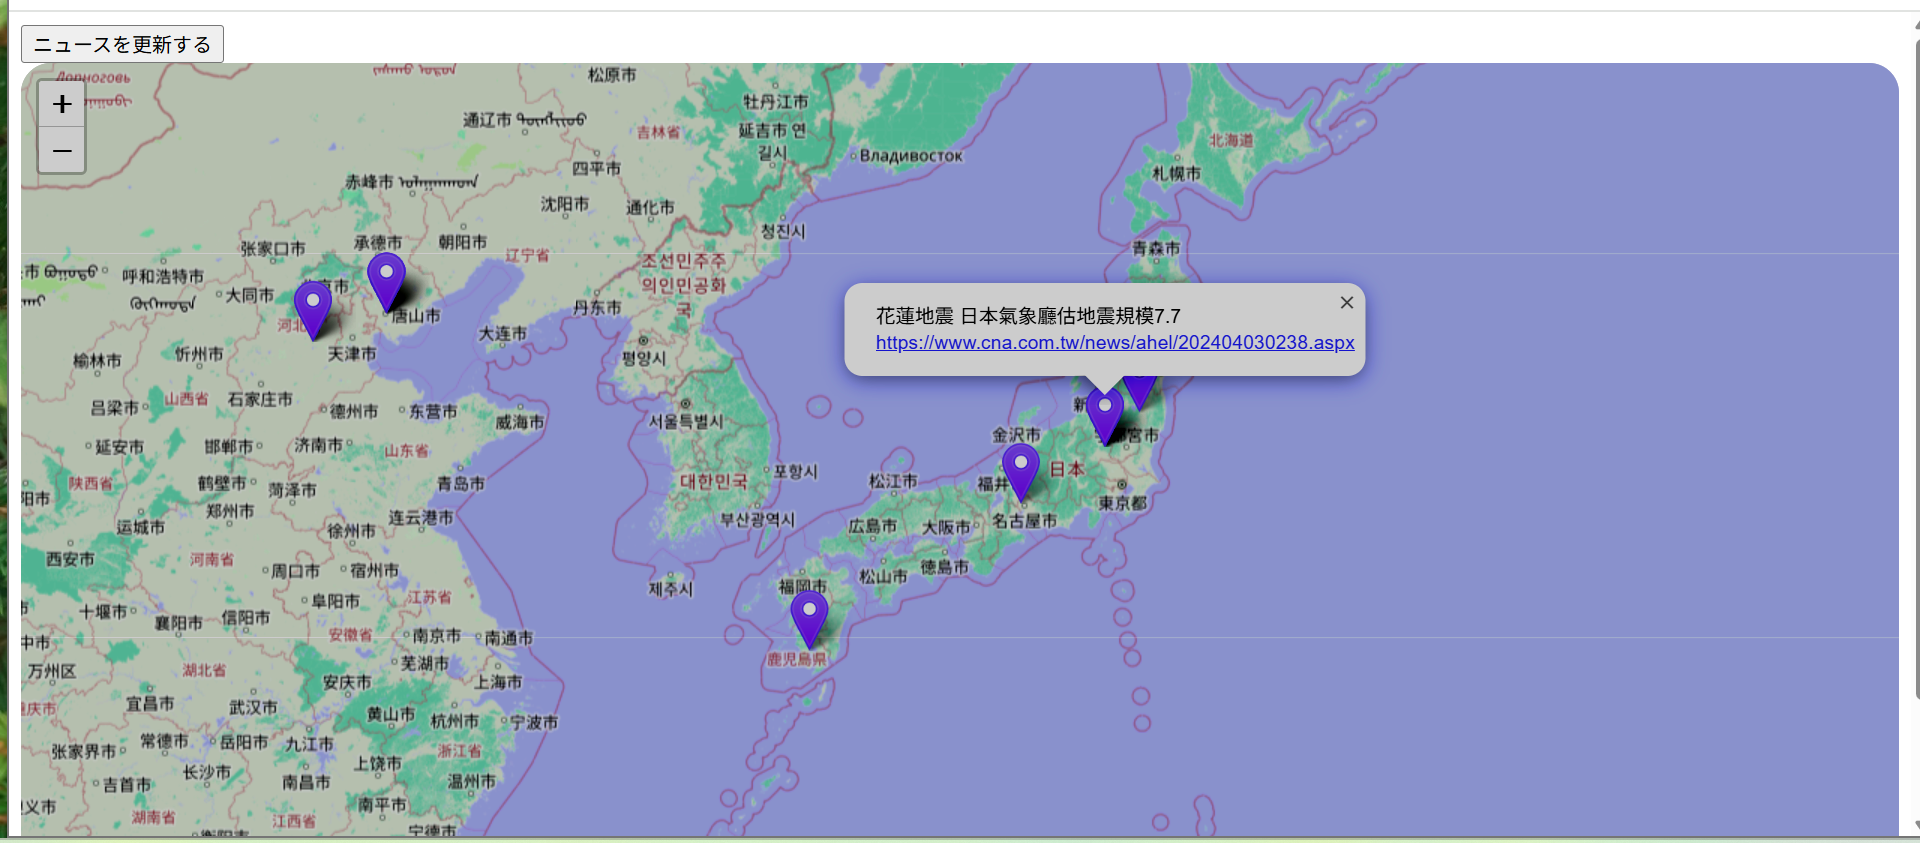 ニュースを更新する
+
−
Дорноговь
松原市
牡丹江市
通辽市
吉林省
延吉市 연
길시
Владивосток
北海道
四平市
札幌市
赤峰市
沈阳市
通化市
청진시
张家口市
承德市
朝阳市
辽宁省
青森市
조선민주주
의인민공화
국
市
呼和浩特市
大同市
丹东市
唐山市
大连市
花蓮地震 日本氣象廳估地震規模7.7
×
https://www.cna.com.tw/news/ahel/202404030238.aspx
忻州市
天津市
榆林市
평양시
山西省
石家庄市
吕梁市
德州市
东营市
威海市
서울특별시
金沢市
宮市
延安市
邯郸市
济南市
山东省
포항시
日本
陕西省
鹤壁市
菏泽市
青岛市
대한민국
松江市
福井
阳市
郑州市
连云港市
부산광역시
東京都
运城市
徐州市
広島市
大阪市
名古屋市
西安市
河南省
周口市
宿州市
제주시
福岡市
松山市
徳島市
十堰市
襄阳市
信阳市
阜阳市
江苏省
中市
安徽省
南京市
南通市
鹿児島県
万州区
湖北省
芜湖市
安庆市
上海市
庆市
宜昌市
武汉市
黄山市
杭州市
宁波市
张家界市
常德市
岳阳市
九江市
浙江省
上饶市
吉首市
长沙市
南昌市
温州市
义市
湖南省
江西省
南平市
宁德市